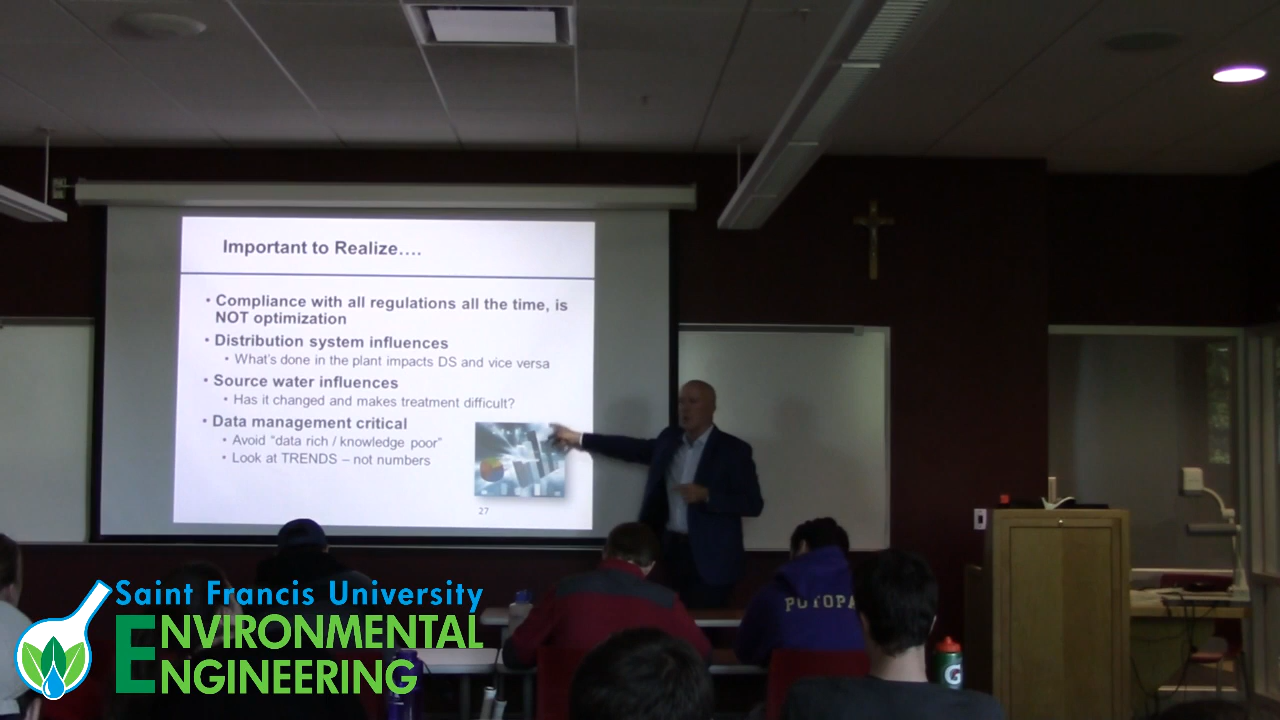 Important to Realize….
• Compliance with all regulations all the time, is
NOT optimization
• Distribution system influences
• What's done in the plant impacts DS and vice versa
• Source water influences
• Has it changed and makes treatment difficult?
• Data management critical
• Avoid "data rich / knowledge poor"
• Look at TRENDS – not numbers
27
POTOPA
G
Saint Francis University
ENVIRONMENTAL
ENGINEERING